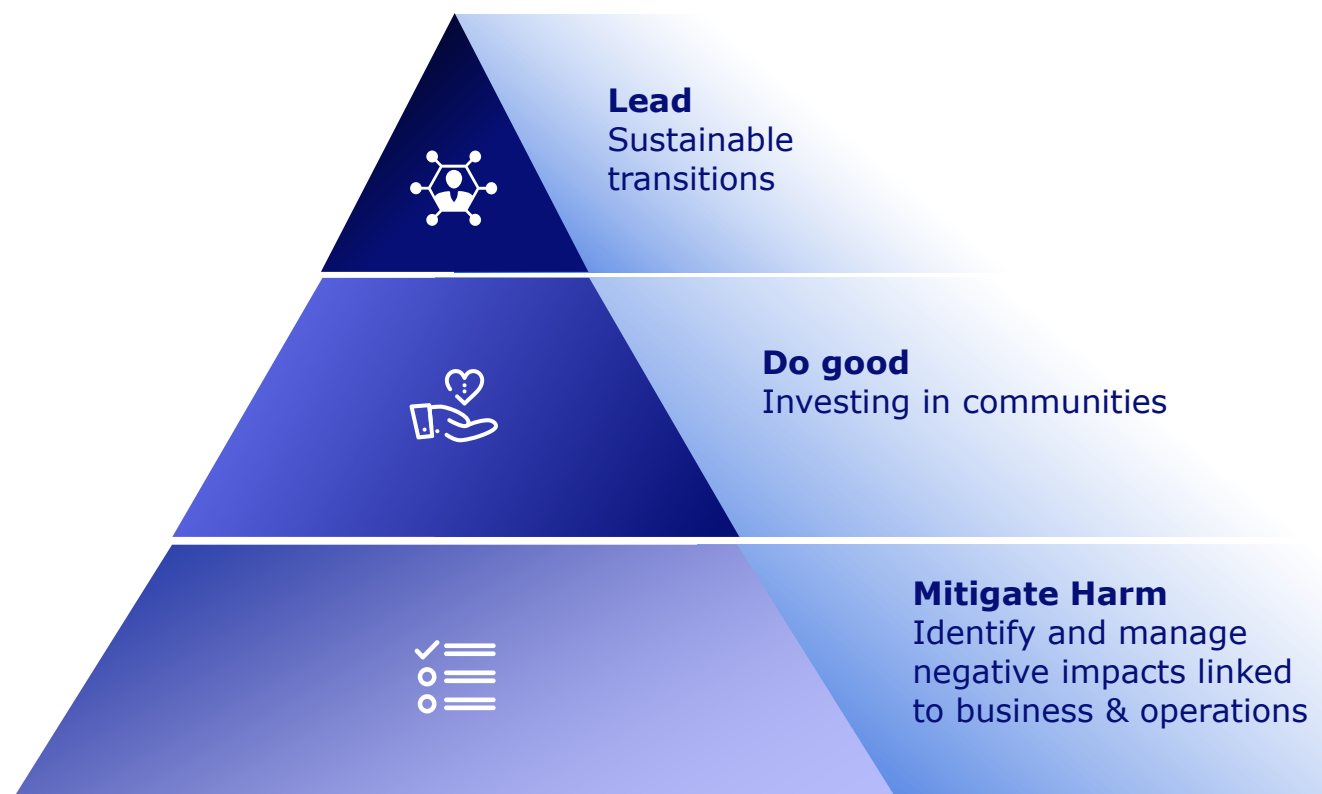 Lead
Sustainable
transitions
Do good
Investing in communities
Mitigate Harm
Identify and manage
negative impacts linked
to business & operations